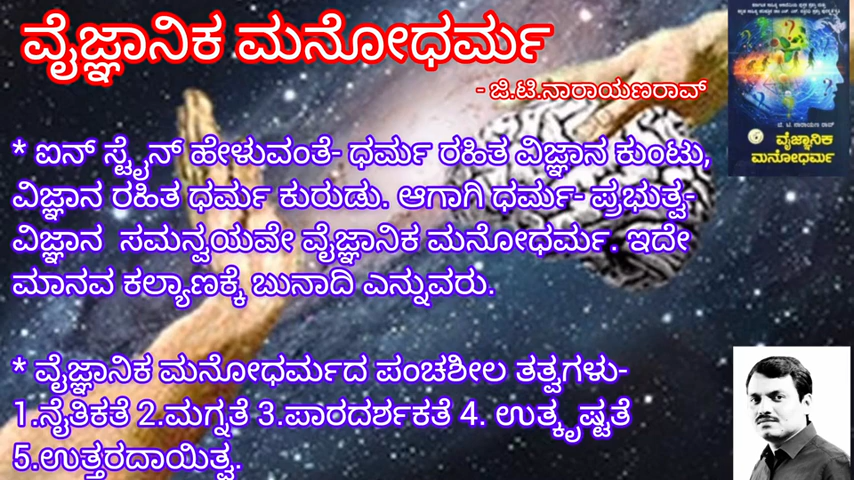 ವೈಜ್ಞಾನಿಕ ಮನೋಧರ್ಮ
- ಜಿ.ಟಿ.ನಾರಾಯಣರಾವ್
* ಐನ್ ಸ್ಟೈನ್ ಹೇಳುವಂತೆ- ಧರ್ಮ ರಹಿತ ವಿಜ್ಞಾನ ಕುಂಟು,
ವಿಜ್ಞಾನ ರಹಿತ ಧರ್ಮ ಕುರುಡು. ಆಗಾಗಿ ಧರ್ಮ- ಪ್ರಭುತ್ವ-
ವಿಜ್ಞಾನ ಸಮನ್ವಯವೇ ವೈಜ್ಞಾನಿಕ ಮನೋಧರ್ಮ. ಇದೇ
ಮಾನವ ಕಲ್ಯಾಣಕ್ಕೆ ಬುನಾದಿ ಎನ್ನುವರು.
* ವೈಜ್ಞಾನಿಕ ಮನೋಧರ್ಮದ ಪಂಚಶೀಲ ತತ್ವಗಳು-
1.ನೈತಿಕತೆ 2.ಮಗ್ನತೆ 3.ಪಾರದರ್ಶಕತೆ 4. ಉತ್ಕೃಷ್ಟತೆ
5.ಉತ್ತರದಾಯಿತ್ವ.
ಜಿ. ಟಿ. ನಾರಾಯಣ ರಾವ್
ವೈಜ್ಞಾನಿಕ
ಮನೋಧರ್ಮ